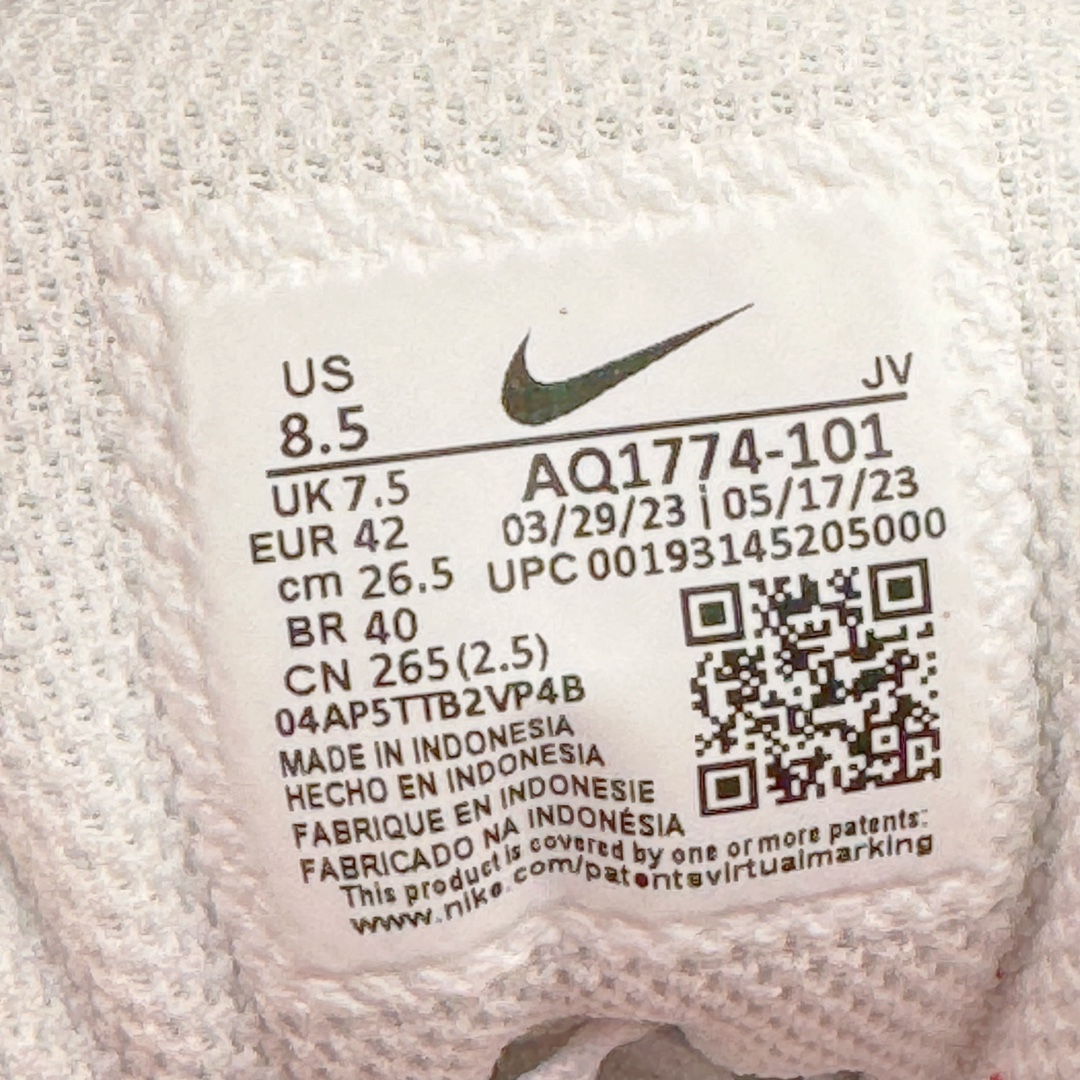 US
8.5
JV
UK 7.5
AQ1774-101
EUR 42
03/29/23 | 05/17/23
cm 26.5
UPC 00193145205000
BR 40
CN 265(2.5)
04AP5TTB2VP4B
MADE IN INDONESIA
HECHO EN INDONESIA
FABRIQUE EN INDONESIE
FABRICADO NA INDONÉSIA
This product is covered by one or more patents:
www.nike.com/patentsvirtualmarking